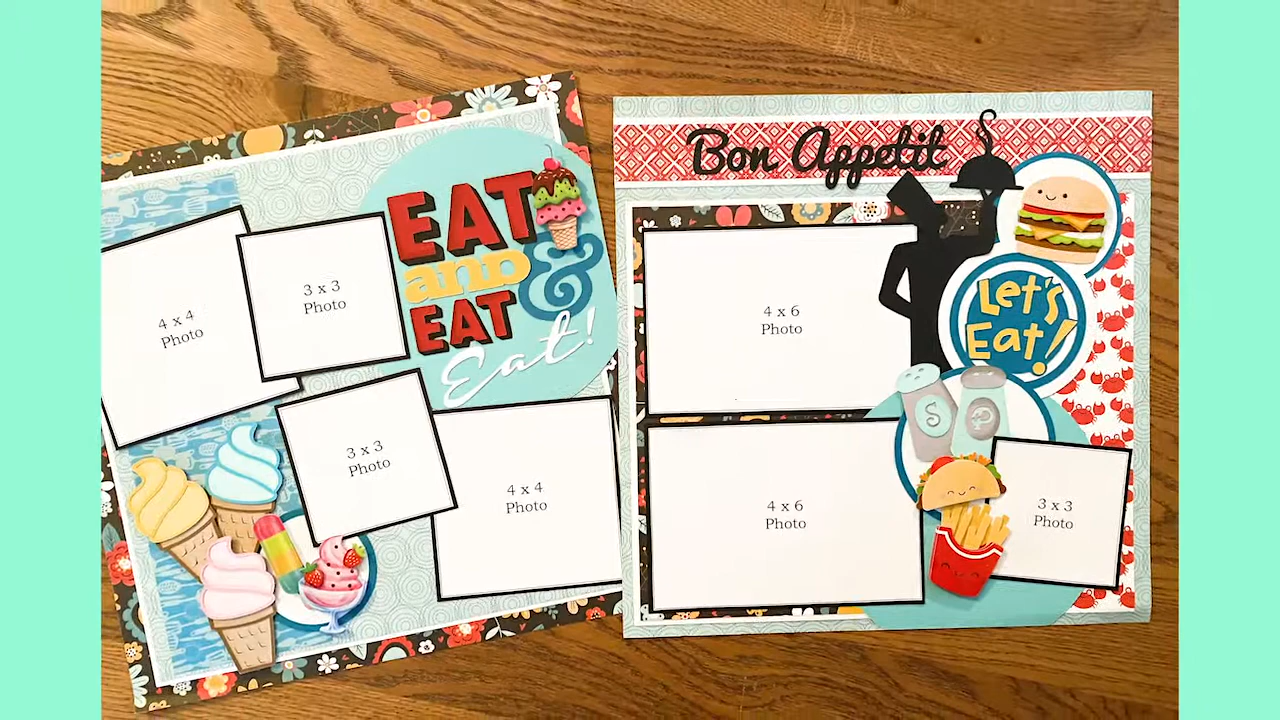 EAT
and &
EAT
Eat!
4 x 4
Photo
3 x 3
Photo
3 x 3
Photo
4 x 4
Photo
Bon Appetit
Let's
Eat!
4 x 6
Photo
4 x 6
Photo
S
P
3 x 3
Photo